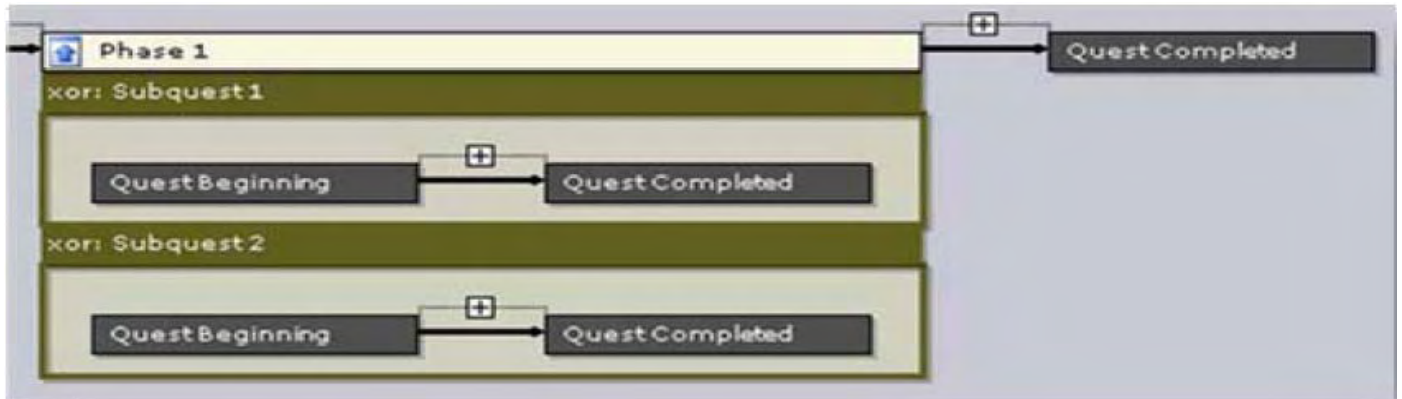 Phase 1
Quest Completed
xor: Subquest 1
Quest Beginning
Quest Completed
xor: Subquest 2
Quest Beginning
Quest Completed